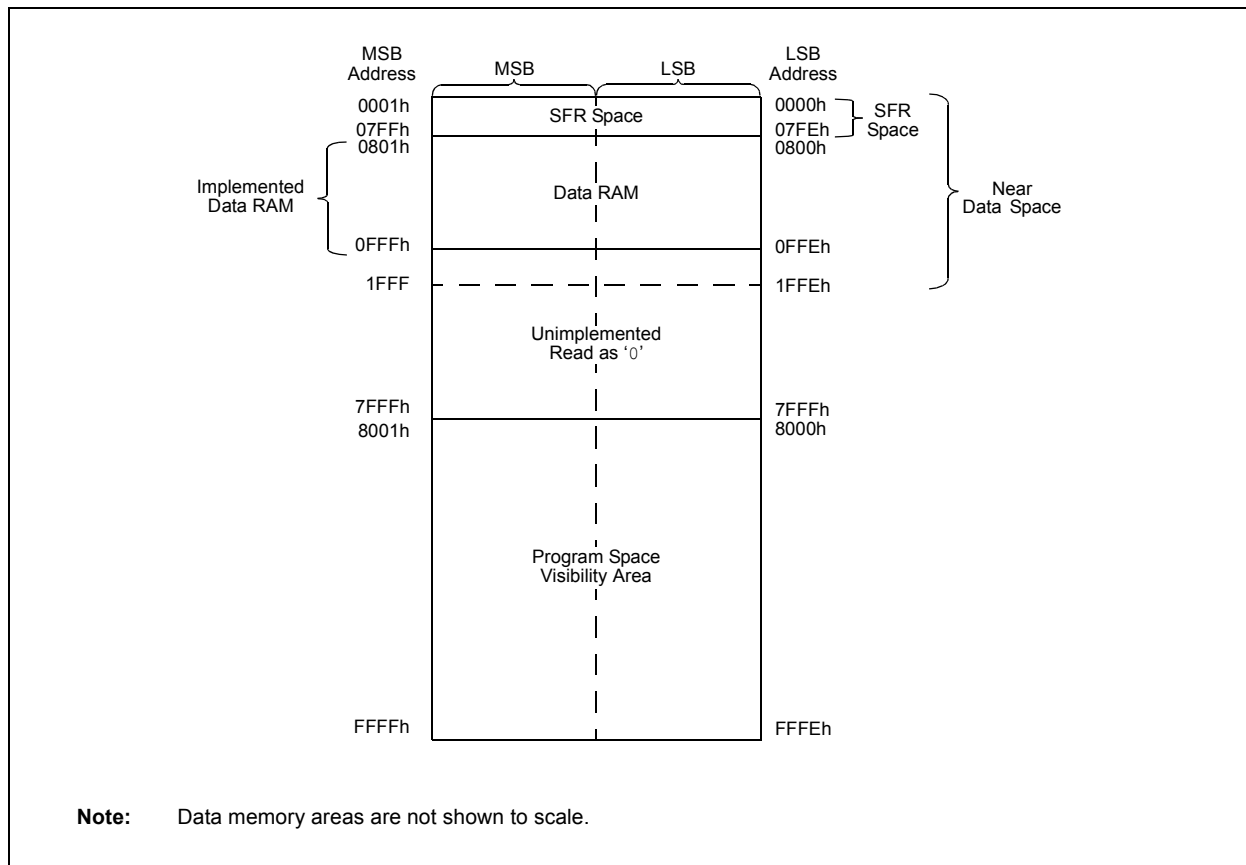 MSB
Address
MSB
LSB
LSB
Address
0001h
SFR Space
0000h
SFR
Space
07FFh
07FEh
0801h
0800h
Implemented
Data RAM
Data RAM
Near
Data Space
0FFFh
0FFEh
1FFF
1FFEh
Unimplemented
Read as ‘0’
7FFFh
7FFFh
8001h
8000h
Program Space
Visibility Area
FFFFh
FFFEh
Note: Data memory areas are not shown to scale.